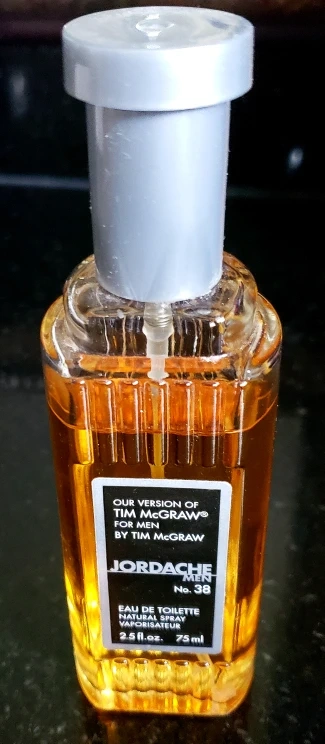 OUR VERSION OF
TIM McGRAW®
FOR MEN
BY TIM McGRAW
JORDACHE
MEN
No. 38
EAU DE TOILETTE
NATURAL SPRAY
VAPORISATEUR
2.5 fl.oz. 75 ml